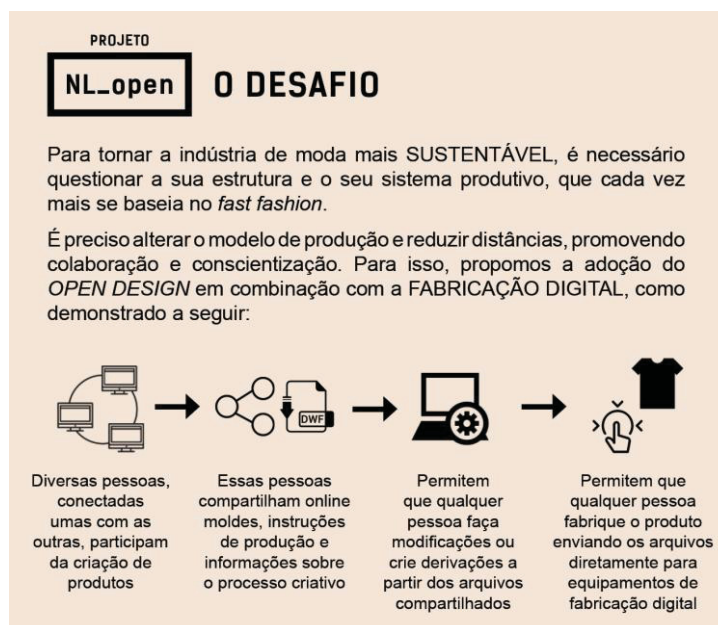 PROJETO
NL_open O DESAFIO
Para tornar a indústria de moda mais SUSTENTÁVEL, é necessário
questionar a sua estrutura e o seu sistema produtivo, que cada vez
mais se baseia no fast fashion.
É preciso alterar o modelo de produção e reduzir distâncias, promovendo
colaboração e conscientização. Para isso, propomos a adoção do
OPEN DESIGN em combinação com a FABRICAÇÃO DIGITAL, como
demonstrado a seguir:
DWF
Diversas pessoas,
conectadas
umas com as
outras, participam
da criação de
produtos
Essas pessoas
compartilham online
moldes, instruções
de produção e
informações sobre
o processo criativo
Permitem
que qualquer
pessoa faça
modificações ou
crie derivações a
partir dos arquivos
compartilhados
Permitem que
qualquer pessoa
fabrique o produto
enviando os arquivos
diretamente para
equipamentos de
fabricação digital